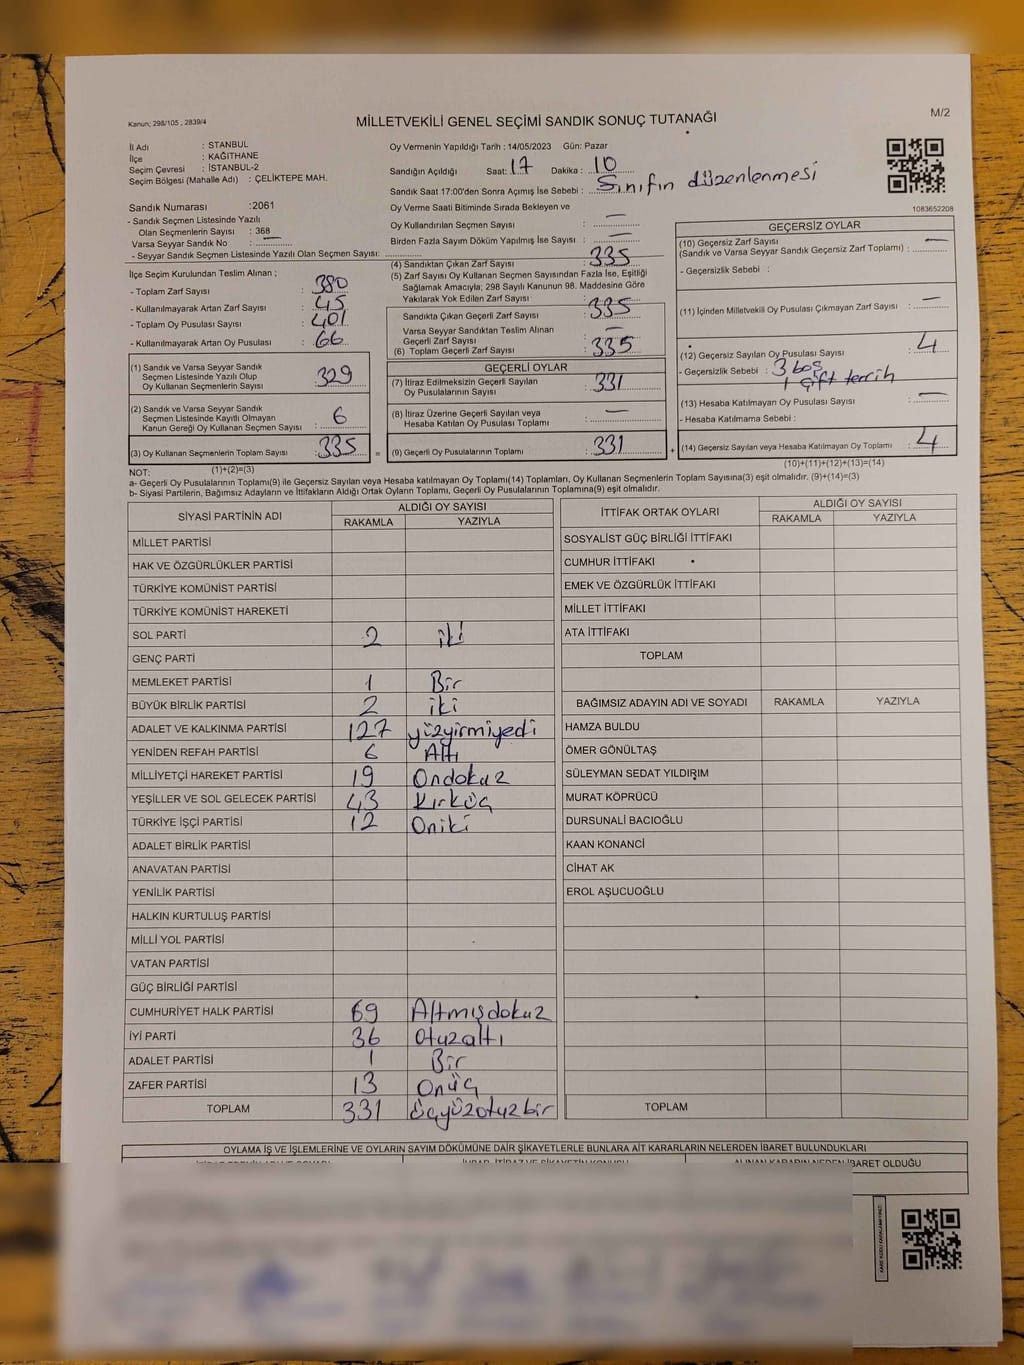 Kanun; 298/105 , 2839/4
MİLLETVEKİLİ GENEL SEÇİMİ SANDIK SONUÇ TUTANAĞI
M/2
İl Adı : STANBUL
İlçe : KAĞITHANE
Seçim Çevresi : İSTANBUL-2
Seçim Bölgesi (Mahalle Adı) : ÇELİKTEPE MAH.
Sandık Numarası :2061
- Sandık Seçmen Listesinde Yazılı
Olan Seçmenlerin Sayısı : 368
Varsa Seyyar Sandık No : —
- Seyyar Sandık Seçmen Listesinde Yazılı Olan Seçmen Sayısı:
Oy Vermenin Yapıldığı Tarih : 14/05/2023 Gün: Pazar
Sandığın Açıldığı Saat: 17 Dakika : 10
Sandık Saat 17:00'den Sonra Açımış İse Sebebi : Sınıfın düzenlenmesi
Oy Verme Saati Bitiminde Sırada Bekleyen ve
Oy Kullandırılan Seçmen Sayısı : —
Birden Fazla Sayım Döküm Yapılmış İse Sayısı : —
1083652208
İlçe Seçim Kurulundan Teslim Alınan ;
- Toplam Zarf Sayısı : 380
- Kullanılmayarak Artan Zarf Sayısı : 45
- Toplam Oy Pusulası Sayısı : 401
- Kullanılmayarak Artan Oy Pusulası : 66
(1) Sandık ve Varsa Seyyar Sandık
Seçmen Listesinde Yazılı Olup
Oy Kullanan Seçmenlerin Sayısı : 329
(2) Sandık ve Varsa Seyyar Sandık
Seçmen Listesinde Kayıtlı Olmayan
Kanun Gereği Oy Kullanan Seçmen Sayısı : 6
(3) Oy Kullanan Seçmenlerin Toplam Sayısı : 335
(1)+(2)=(3)
(4) Sandıktan Çıkan Zarf Sayısı : 335
(5) Zarf Sayısı Oy Kullanan Seçmen Sayısından Fazla İse, Eşitliği
Sağlamak Amacıyla; 298 Sayılı Kanunun 98. Maddesine Göre
Yakılarak Yok Edilen Zarf Sayısı :
Sandıkta Çıkan Geçerli Zarf Sayısı : 335
Varsa Seyyar Sandıktan Teslim Alınan
Geçerli Zarf Sayısı : —
(6) Toplam Geçerli Zarf Sayısı : 335
GEÇERLİ OYLAR
(7) İtiraz Edilmeksizin Geçerli Sayılan
Oy Pusulalarının Sayısı : 331
(8) İtiraz Üzerine Geçerli Sayılan veya
Hesaba Katılan Oy Pusulası Toplamı : —
= (9) Geçerli Oy Pusulalarının Toplamı : 331 +
GEÇERSİZ OYLAR
(10) Geçersiz Zarf Sayısı
(Sandık ve Varsa Seyyar Sandık Geçersiz Zarf Toplamı) : —
- Geçersizlik Sebebi :
(11) İçinden Milletvekili Oy Pusulası Çıkmayan Zarf Sayısı : —
(12) Geçersiz Sayılan Oy Pusulası Sayısı : 4
- Geçersizlik Sebebi : 3 boş
1 çift tercih
(13) Hesaba Katılmayan Oy Pusulası Sayısı : —
- Hesaba Katılmama Sebebi :
(14) Geçersiz Sayılan veya Hesaba Katılmayan Oy Toplamı : 4
(10)+(11)+(12)+(13)=(14)
NOT:
a- Geçerli Oy Pusulalarının Toplamı(9) ile Geçersiz Sayılan veya Hesaba katılmayan Oy Toplamı(14) Toplamları, Oy Kullanan Seçmenlerin Toplam Sayısına(3) eşit olmalıdır. (9)+(14)=(3)
b- Siyasi Partilerin, Bağımsız Adayların ve İttifakların Aldığı Ortak Oyların Toplamı, Geçerli Oy Pusulalarının Toplamına(9) eşit olmalıdır.
SİYASİ PARTİNİN ADI ALDIĞI OY SAYISI
RAKAMLA YAZIYLA
MİLLET PARTİSİ
HAK VE ÖZGÜRLÜKLER PARTİSİ
TÜRKİYE KOMÜNİST PARTİSİ
TÜRKİYE KOMÜNİST HAREKETİ
SOL PARTİ 2 iki
GENÇ PARTİ
MEMLEKET PARTİSİ 1 Bir
BÜYÜK BİRLİK PARTİSİ 2 iki
ADALET VE KALKINMA PARTİSİ 127 yüzyirmiyedi
YENİDEN REFAH PARTİSİ 6 Altı
MİLLİYETÇİ HAREKET PARTİSİ 19 Ondokuz
YEŞİLLER VE SOL GELECEK PARTİSİ 43 Kırküç
TÜRKİYE İŞÇİ PARTİSİ 12 Oniki
ADALET BİRLİK PARTİSİ
ANAVATAN PARTİSİ
YENİLİK PARTİSİ
HALKIN KURTULUŞ PARTİSİ
MİLLİ YOL PARTİSİ
VATAN PARTİSİ
GÜÇ BİRLİĞİ PARTİSİ
CUMHURİYET HALK PARTİSİ 69 Altmışdokuz
İYİ PARTİ 36 Otuzaltı
ADALET PARTİSİ 1 Bir
ZAFER PARTİSİ 13 Onüç
TOPLAM 331 üçyüzotuzbir
İTTİFAK ORTAK OYLARI ALDIĞI OY SAYISI
RAKAMLA YAZIYLA
SOSYALİST GÜÇ BİRLİĞİ İTTİFAKI
CUMHUR İTTİFAKI
EMEK VE ÖZGÜRLÜK İTTİFAKI
MİLLET İTTİFAKI
ATA İTTİFAKI
TOPLAM
BAĞIMSIZ ADAYIN ADI VE SOYADI RAKAMLA YAZIYLA
HAMZA BULDU
ÖMER GÖNÜLTAŞ
SÜLEYMAN SEDAT YILDIRIM
MURAT KÖPRÜCÜ
DURSUNALİ BACIOĞLU
KAAN KONANCİ
CİHAT AK
EROL AŞUCUOĞLU
TOPLAM
OYLAMA İŞ VE İŞLEMLERİNE VE OYLARIN SAYIM DÖKÜMÜNE DAİR ŞİKAYETLERLE BUNLARA AİT KARARLARIN NELERDEN İBARET BULUNDUKLARI
ALINAN KARARIN NEDEN İBARET OLDUĞU